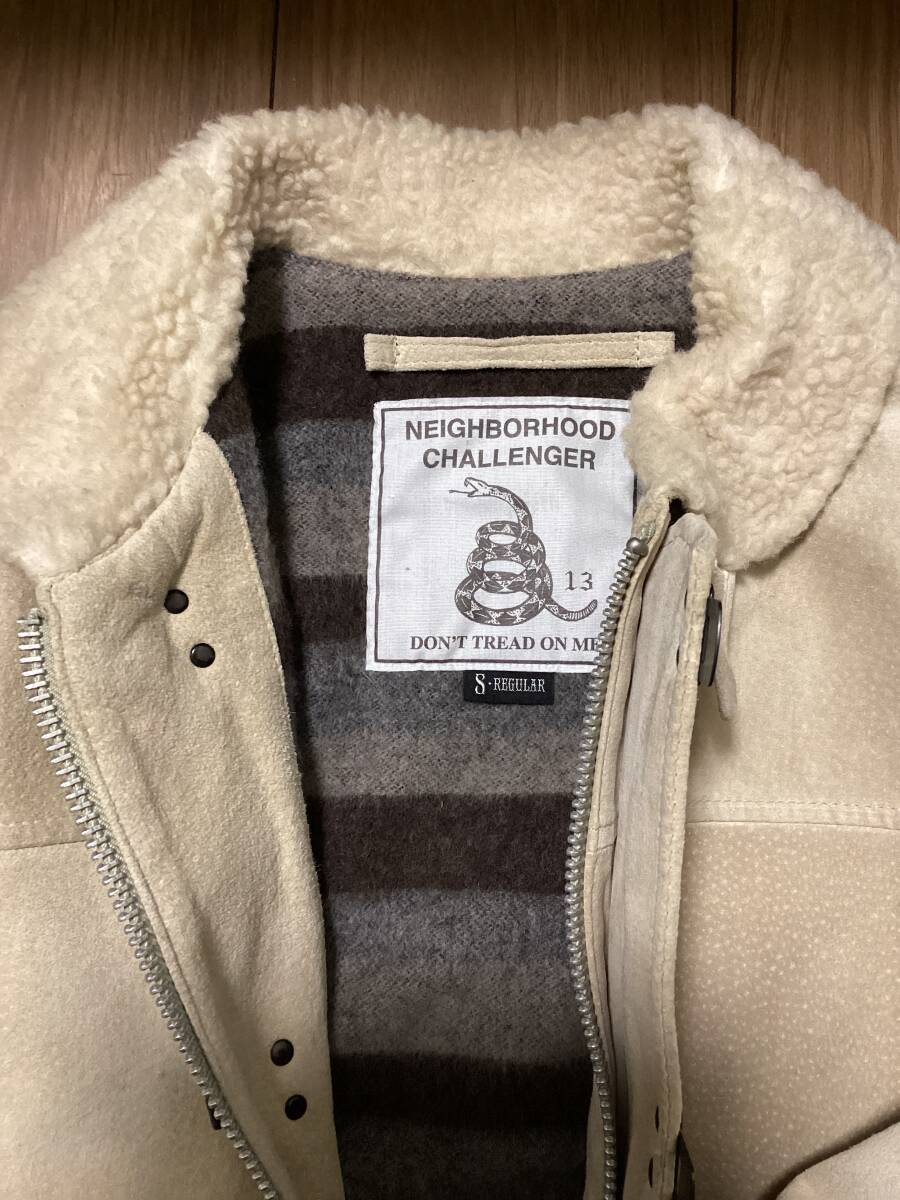 NEIGHBORHOOD
CHALLENGER
13
DON'T TREAD ON ME
S·REGULAR